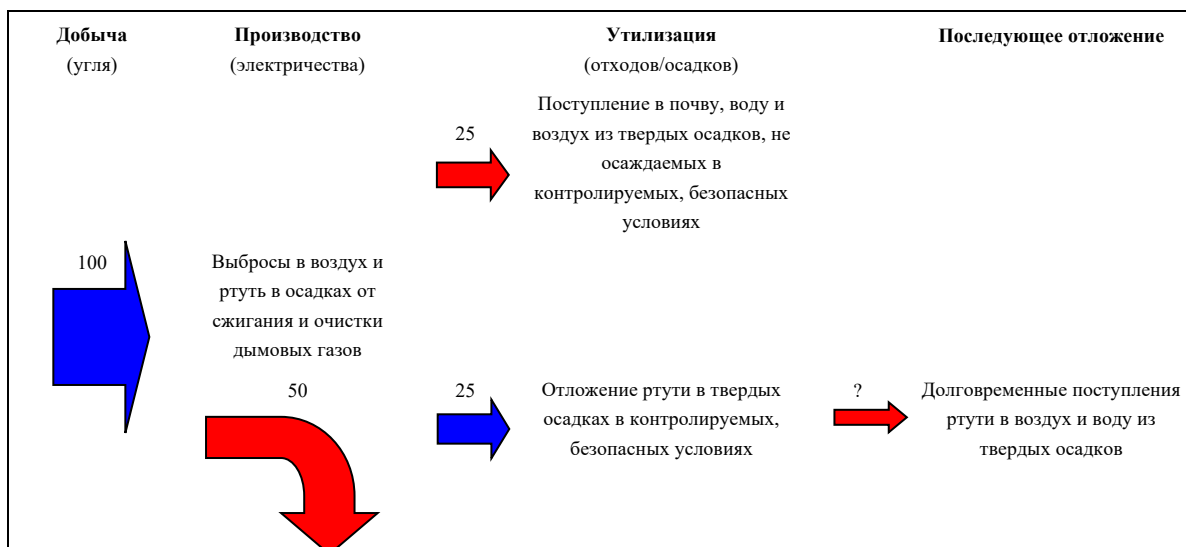 Добыча
(угля)
Производство
(электричества)
Утилизация
(отходов/осадков)
Последующее отложение
25
Поступление в почву, воду и
воздух из твердых осадков, не
осаждаемых в
контролируемых, безопасных
условиях
100
Выбросы в воздух и
ртуть в осадках от
сжигания и очистки
дымовых газов
50
25
Отложение ртути в твердых
осадках в контролируемых,
безопасных условиях
?
Долговременные поступления
ртути в воздух и воду из
твердых осадков